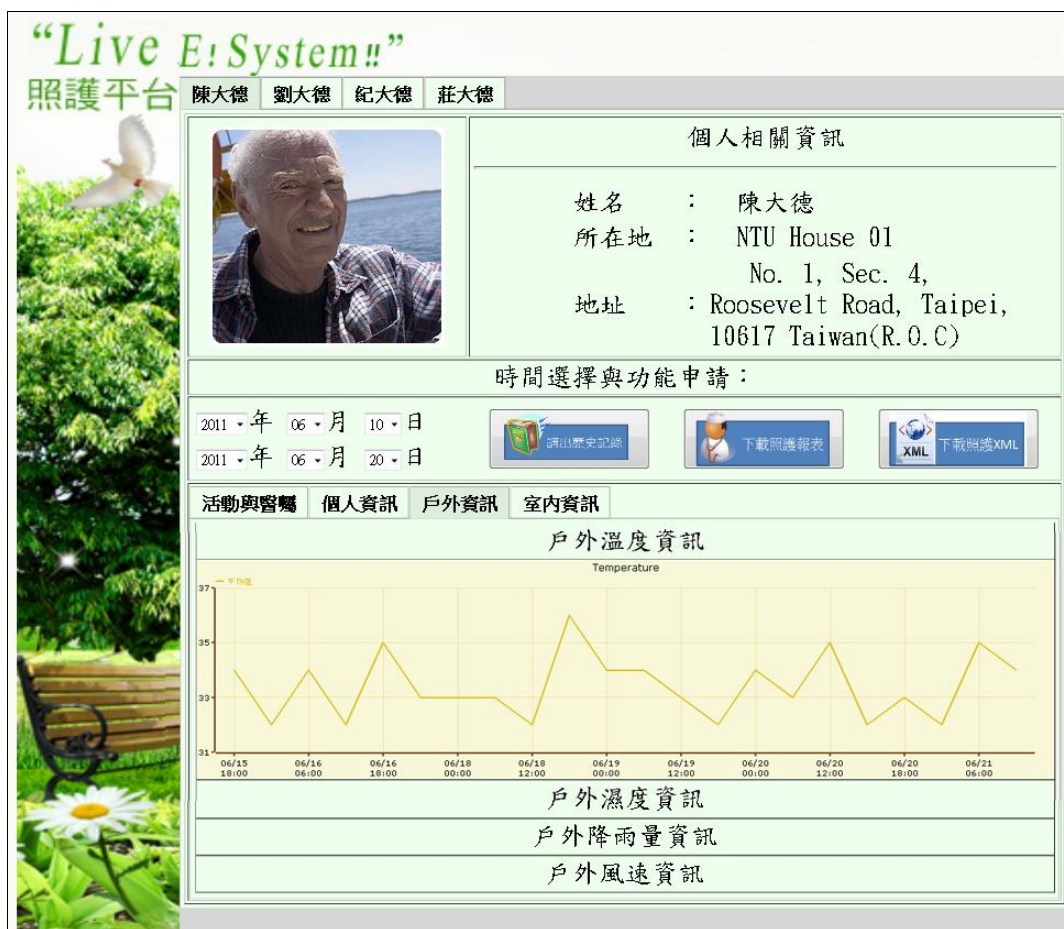 “Live E! System!!”
照護平台
陳大德 劉大德 紀大德 莊大德
個人相關資訊
姓名 : 陳大德
所在地 : NTU House 01
No. 1, Sec. 4,
地址 : Roosevelt Road, Taipei,
10617 Taiwan(R.O.C)
時間選擇與功能申請：
2011 年 06 月 10 日
2011 年 06 月 20 日
調出歷史記錄 下載照護報表 XML 下載照護XML
活動與醫囑 個人資訊 戶外資訊 室內資訊
戶外溫度資訊
Temperature
平均值
37
35
33
31
06/15 06/16 06/16 06/18 06/18 06/19 06/19 06/20 06/20 06/20 06/21
18:00 06:00 18:00 00:00 12:00 00:00 12:00 00:00 12:00 18:00 06:00
戶外濕度資訊
戶外降雨量資訊
戶外風速資訊